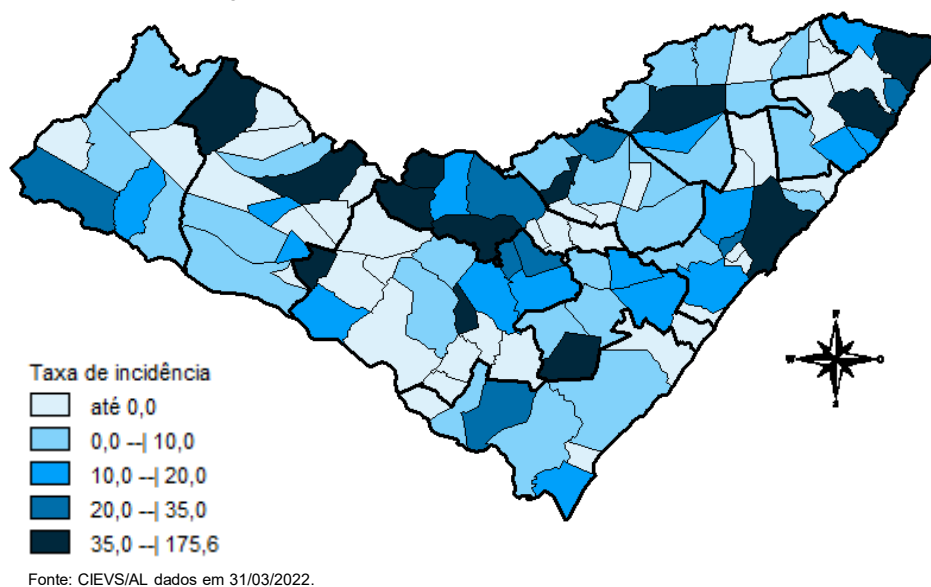 N
W
O
S
Taxa de incidência
até 0,0
0,0 --| 10,0
10,0 --| 20,0
20,0 --| 35,0
35,0 --| 175,6
Fonte: CIEVS/AL dados em 31/03/2022.